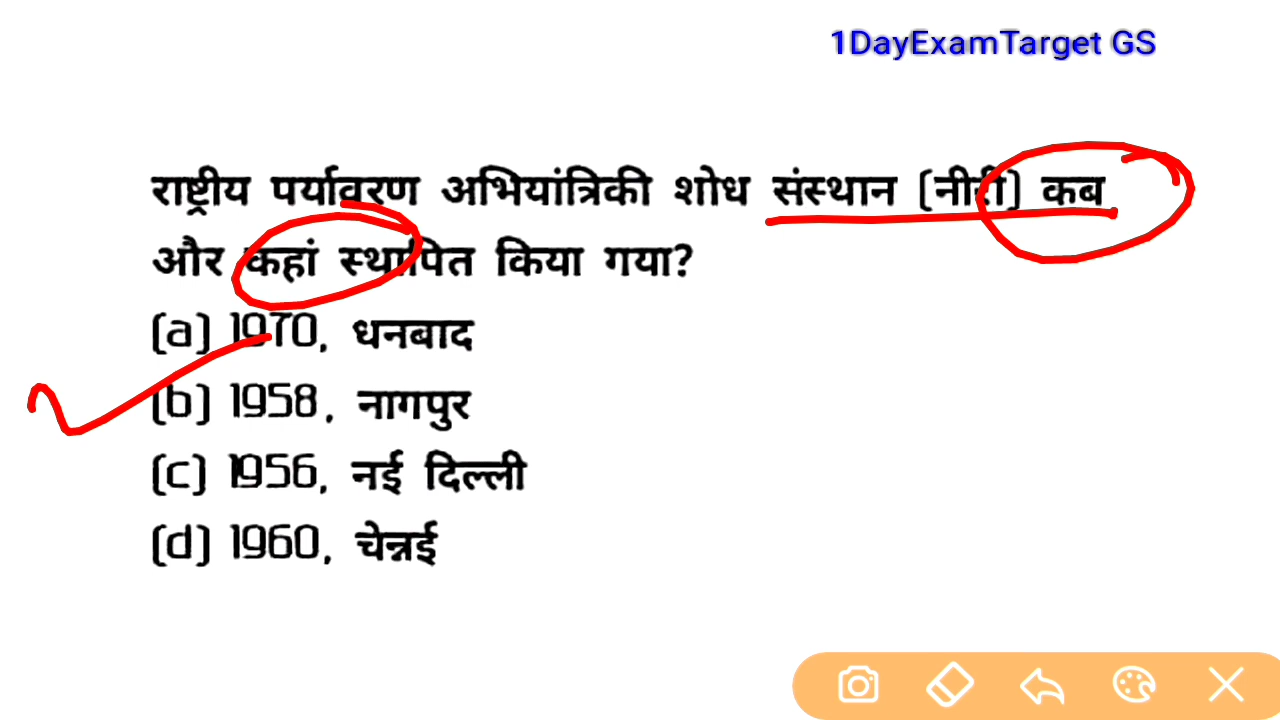 1DayExamTarget GS
राष्ट्रीय पर्यावरण अभियांत्रिकी शोध संस्थान (नीरी) कब
और कहां स्थापित किया गया?
(a) 1970, धनबाद
(b) 1958, नागपुर
(c) 1956, नई दिल्ली
(d) 1960, चेन्नई